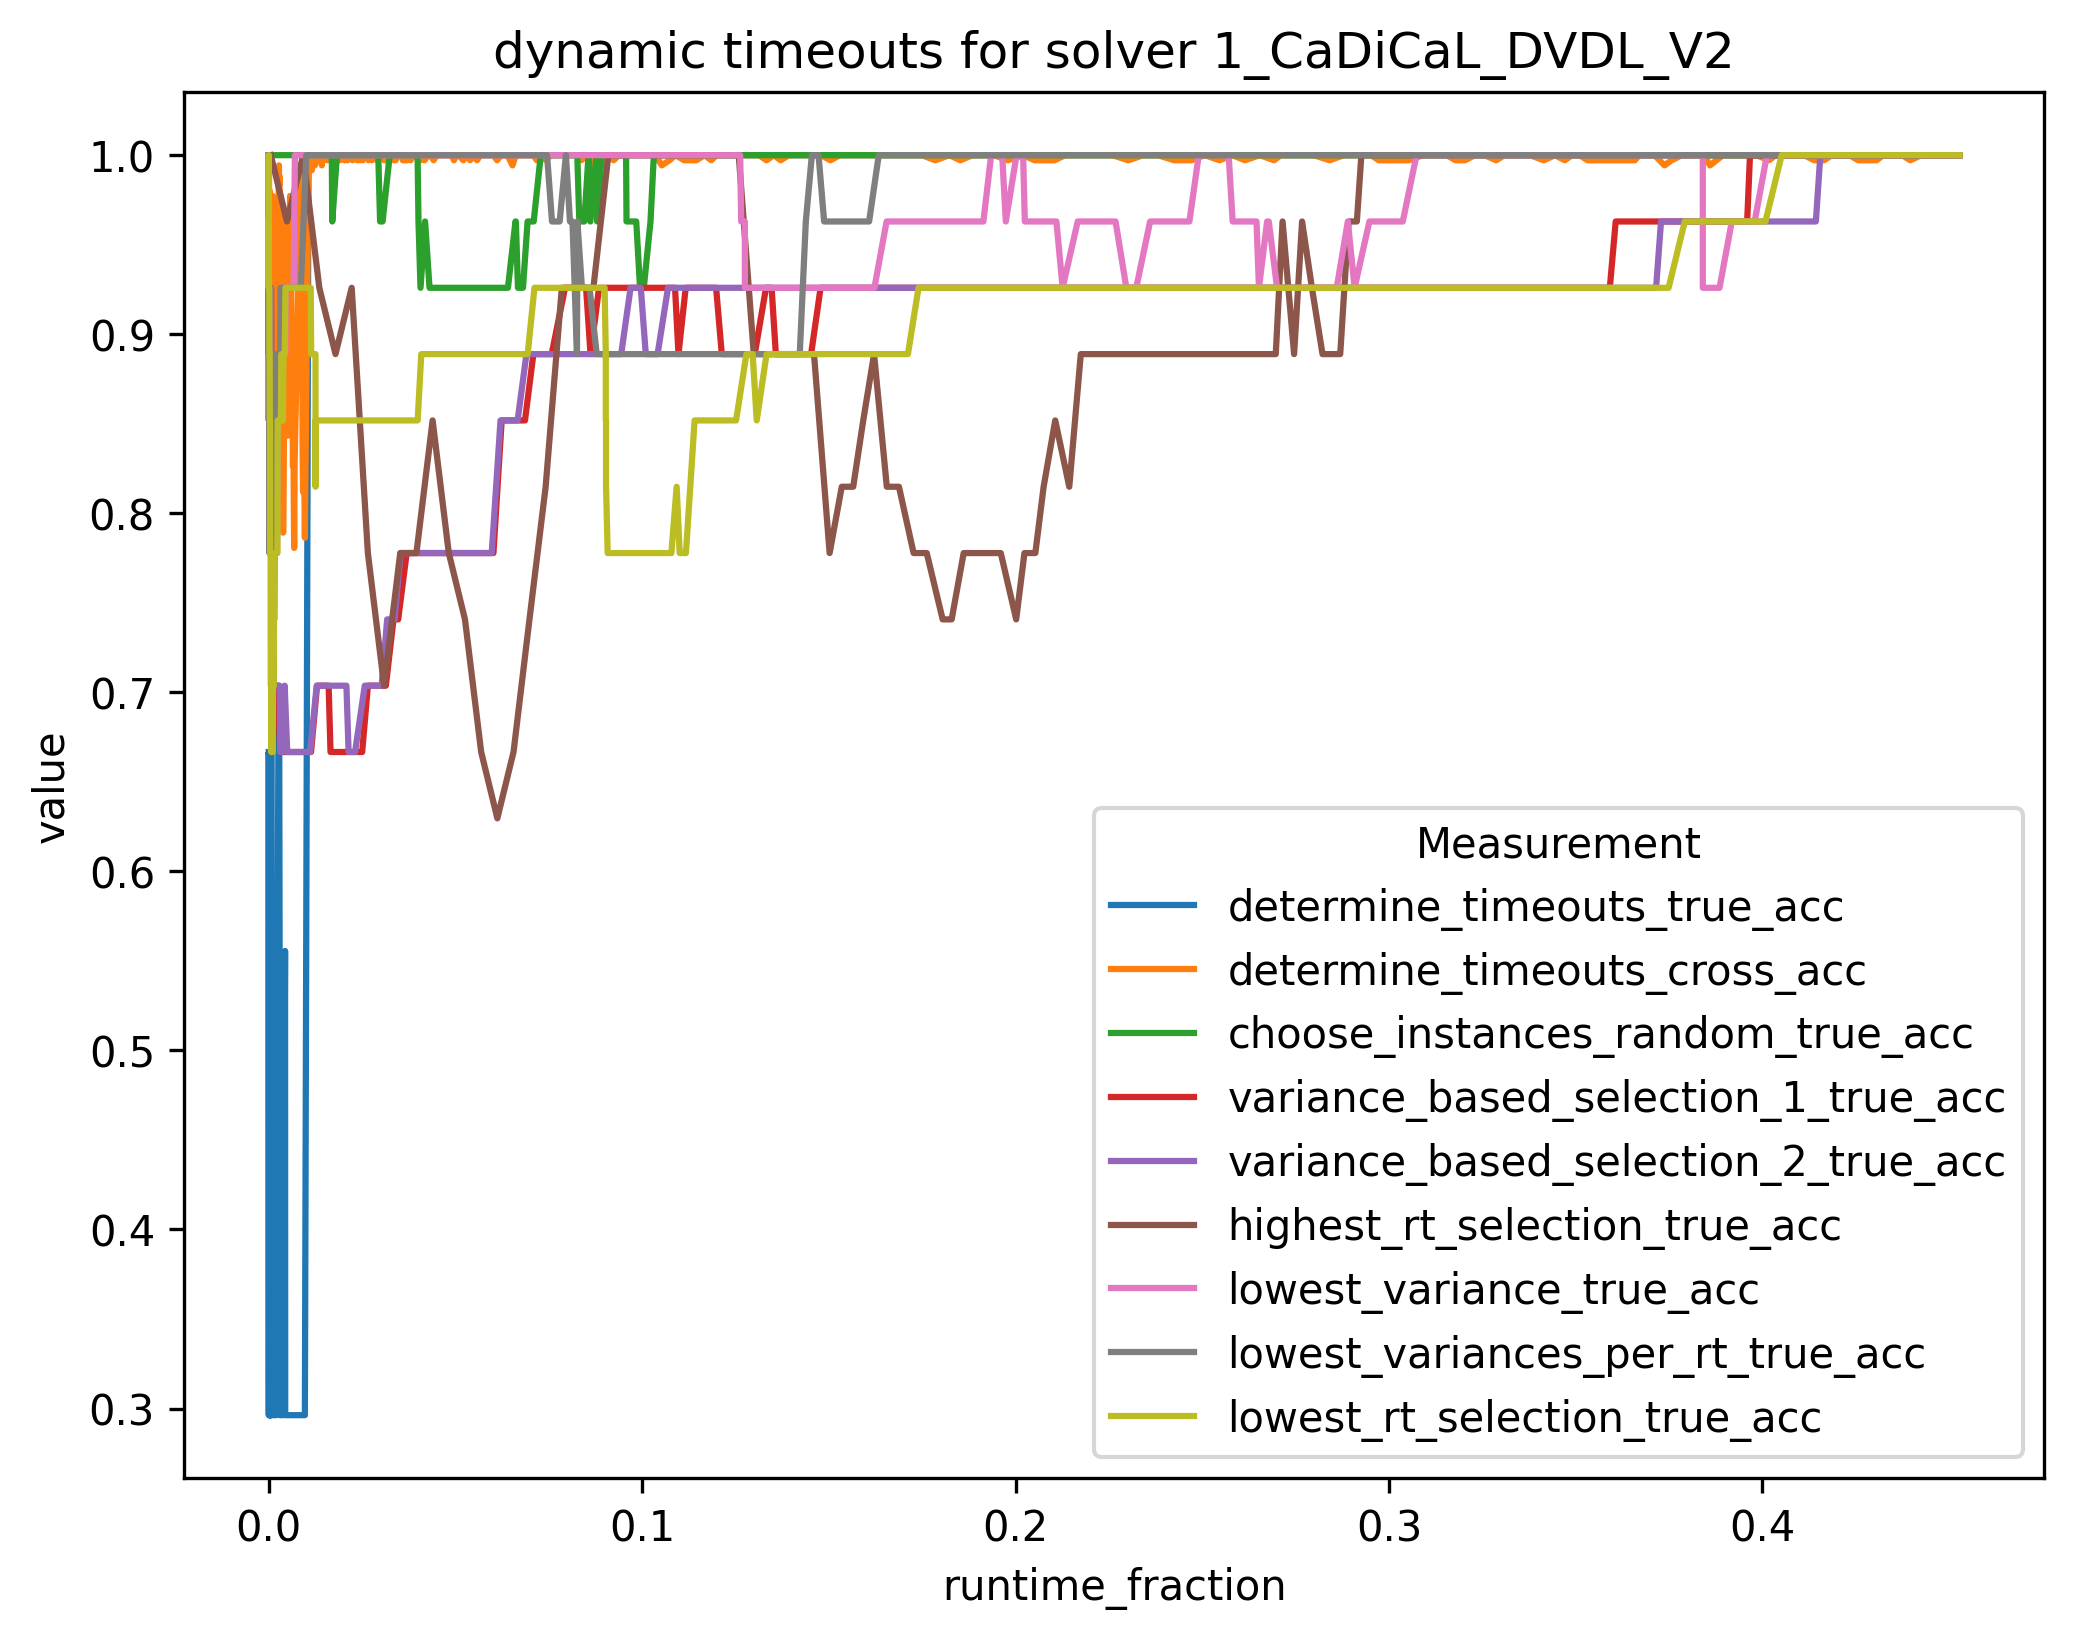 dynamic timeouts for solver 1_CaDiCaL_DVDL_V2
1.0
0.9
0.8
0.7
0.6
0.5
0.4
0.3
value
0.0 0.1 0.2 0.3 0.4
runtime_fraction
Measurement
determine_timeouts_true_acc
determine_timeouts_cross_acc
choose_instances_random_true_acc
variance_based_selection_1_true_acc
variance_based_selection_2_true_acc
highest_rt_selection_true_acc
lowest_variance_true_acc
lowest_variances_per_rt_true_acc
lowest_rt_selection_true_acc